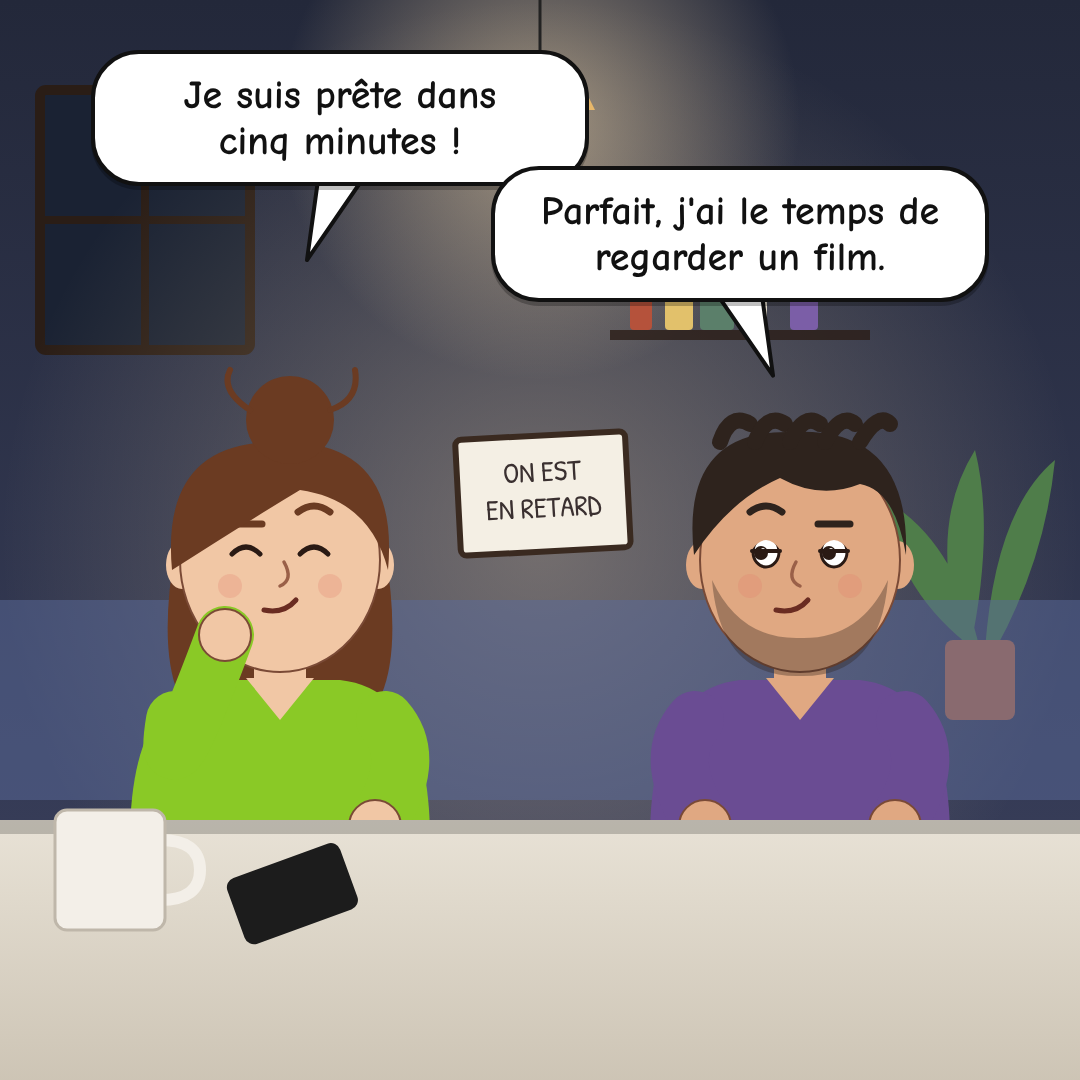 Je suis prête dans
cinq minutes !
Parfait, j'ai le temps de
regarder un film.
ON EST
EN RETARD